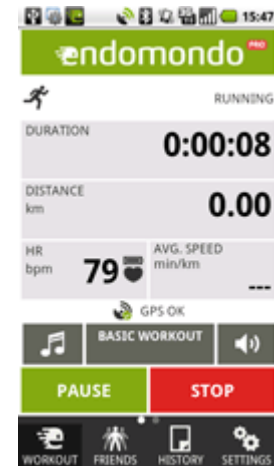 15:47
endomondo PRO
RUNNING
DURATION
0:00:08
DISTANCE
km
0.00
HR
bpm
79
AVG. SPEED
min/km
---
GPS OK
BASIC WORKOUT
PAUSE
STOP
WORKOUT FRIENDS HISTORY SETTINGS